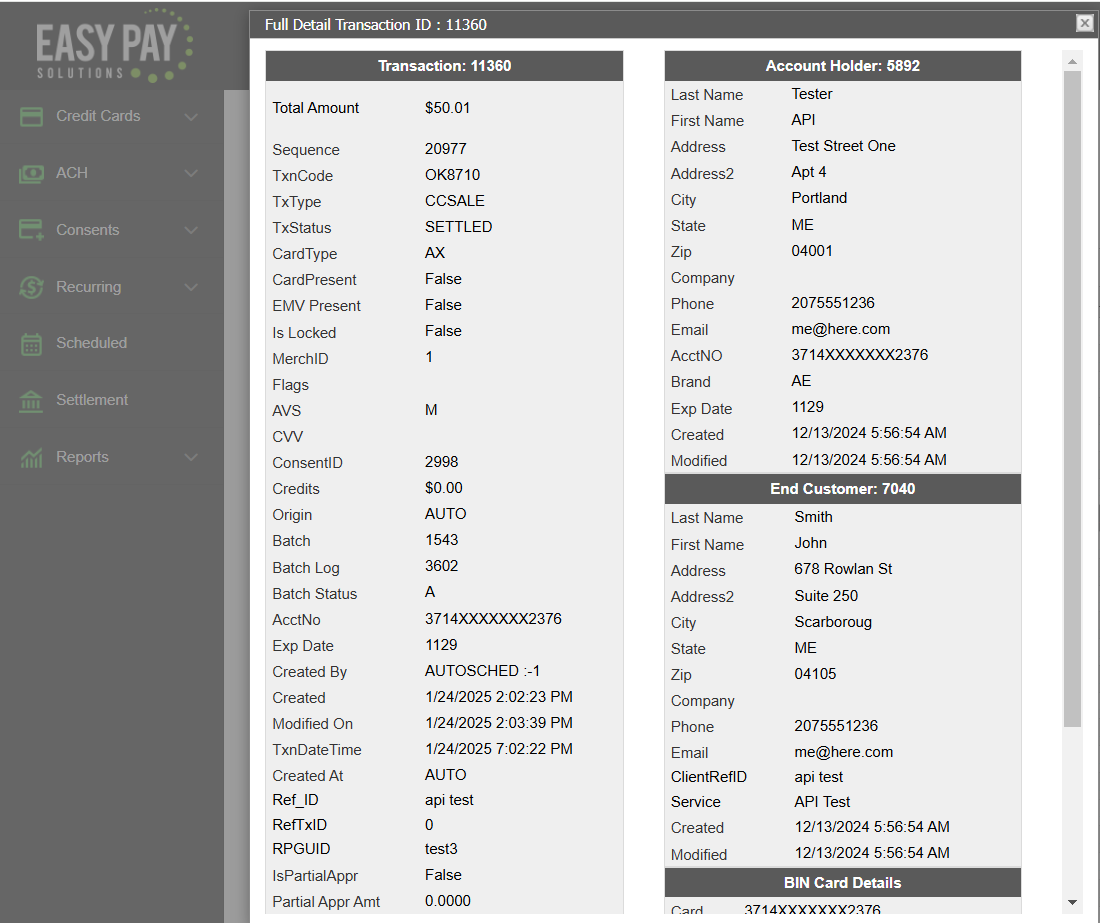 EASY PAY
SOLUTIONS
Credit Cards
ACH
Consents
Recurring
Scheduled
Settlement
Reports
Full Detail Transaction ID : 11360
Transaction: 11360
Total Amount $50.01
Sequence 20977
TxnCode OK8710
TxType CCSALE
TxStatus SETTLED
CardType AX
CardPresent False
EMV Present False
Is Locked False
MerchID 1
Flags
AVS M
CVV
ConsentID 2998
Credits $0.00
Origin AUTO
Batch 1543
Batch Log 3602
Batch Status A
AcctNo 3714XXXXXXX2376
Exp Date 1129
Created By AUTOSCHED :-1
Created 1/24/2025 2:02:23 PM
Modified On 1/24/2025 2:03:39 PM
TxnDateTime 1/24/2025 7:02:22 PM
Created At AUTO
Ref_ID api test
RefTxID 0
RPGUID test3
IsPartialAppr False
Partial Appr Amt 0.0000
Account Holder: 5892
Last Name Tester
First Name API
Address Test Street One
Address2 Apt 4
City Portland
State ME
Zip 04001
Company
Phone 2075551236
Email me@here.com
AcctNO 3714XXXXXXX2376
Brand AE
Exp Date 1129
Created 12/13/2024 5:56:54 AM
Modified 12/13/2024 5:56:54 AM
End Customer: 7040
Last Name Smith
First Name John
Address 678 Rowlan St
Address2 Suite 250
City Scarboroug
State ME
Zip 04105
Company
Phone 2075551236
Email me@here.com
ClientRefID api test
Service API Test
Created 12/13/2024 5:56:54 AM
Modified 12/13/2024 5:56:54 AM
BIN Card Details
Card 3714XXXXXXX2376